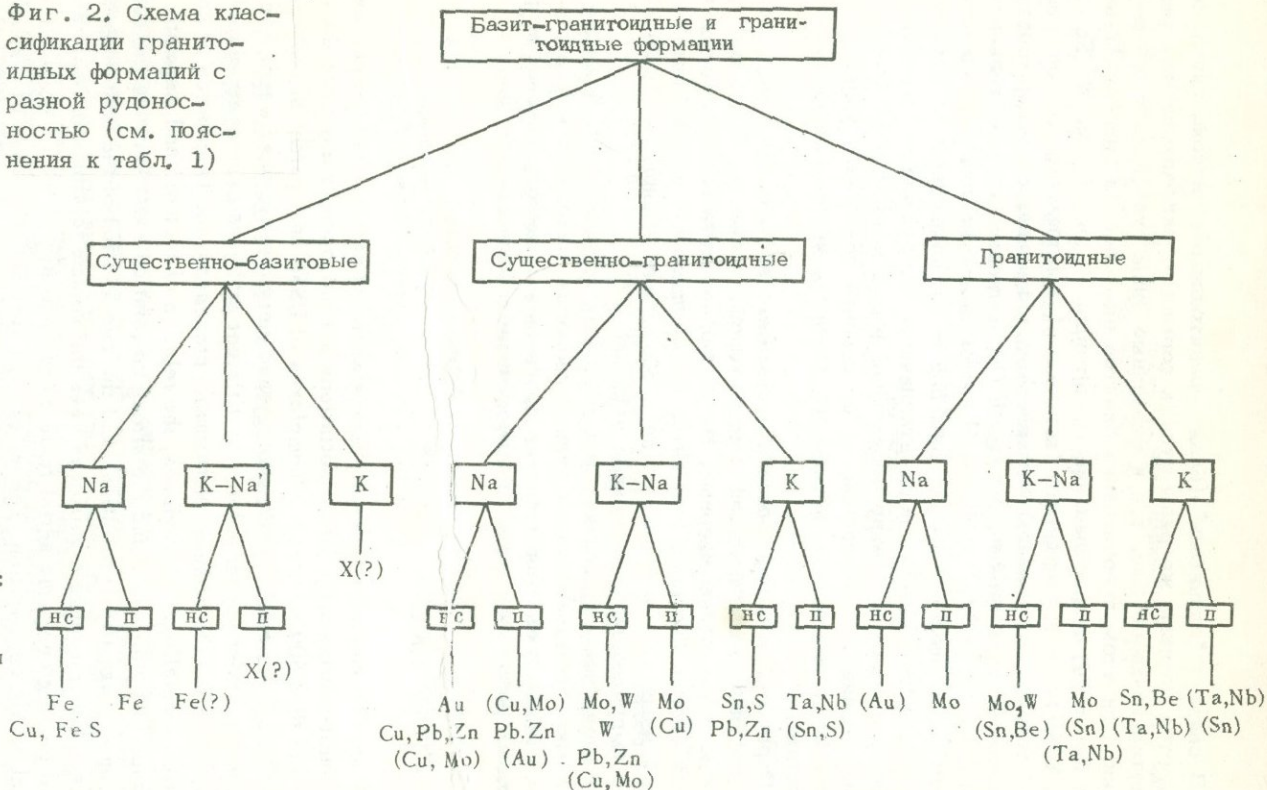 Фиг. 2. Схема клас-
сификации гранито-
идных формаций с
разной рудонос-
ностью (см. пояс-
нения к табл. 1)
Базит-гранитоидные и грани-
тоидные формации
Существенно-базитовые
Существенно-гранитоидные
Гранитоидные
Na K-Na' K Na K-Na K Na K-Na K
X(?)
нс п нс п нс п нс п нс п нс п нс п нс п
X(?)
Fe Fe Fe(?) Au (Cu,Mo) Mo,W Mo Sn,S Ta,Nb (Au) Mo Mo,W Mo Sn,Be (Ta,Nb)
Cu, Fe S Cu,Pb,Zn Pb.Zn W (Cu) Pb,Zn (Sn,S) (Sn,Be) (Sn) (Ta,Nb) (Sn)
(Cu, Mo) (Au) Pb,Zn (Ta,Nb)
(Cu,Mo)